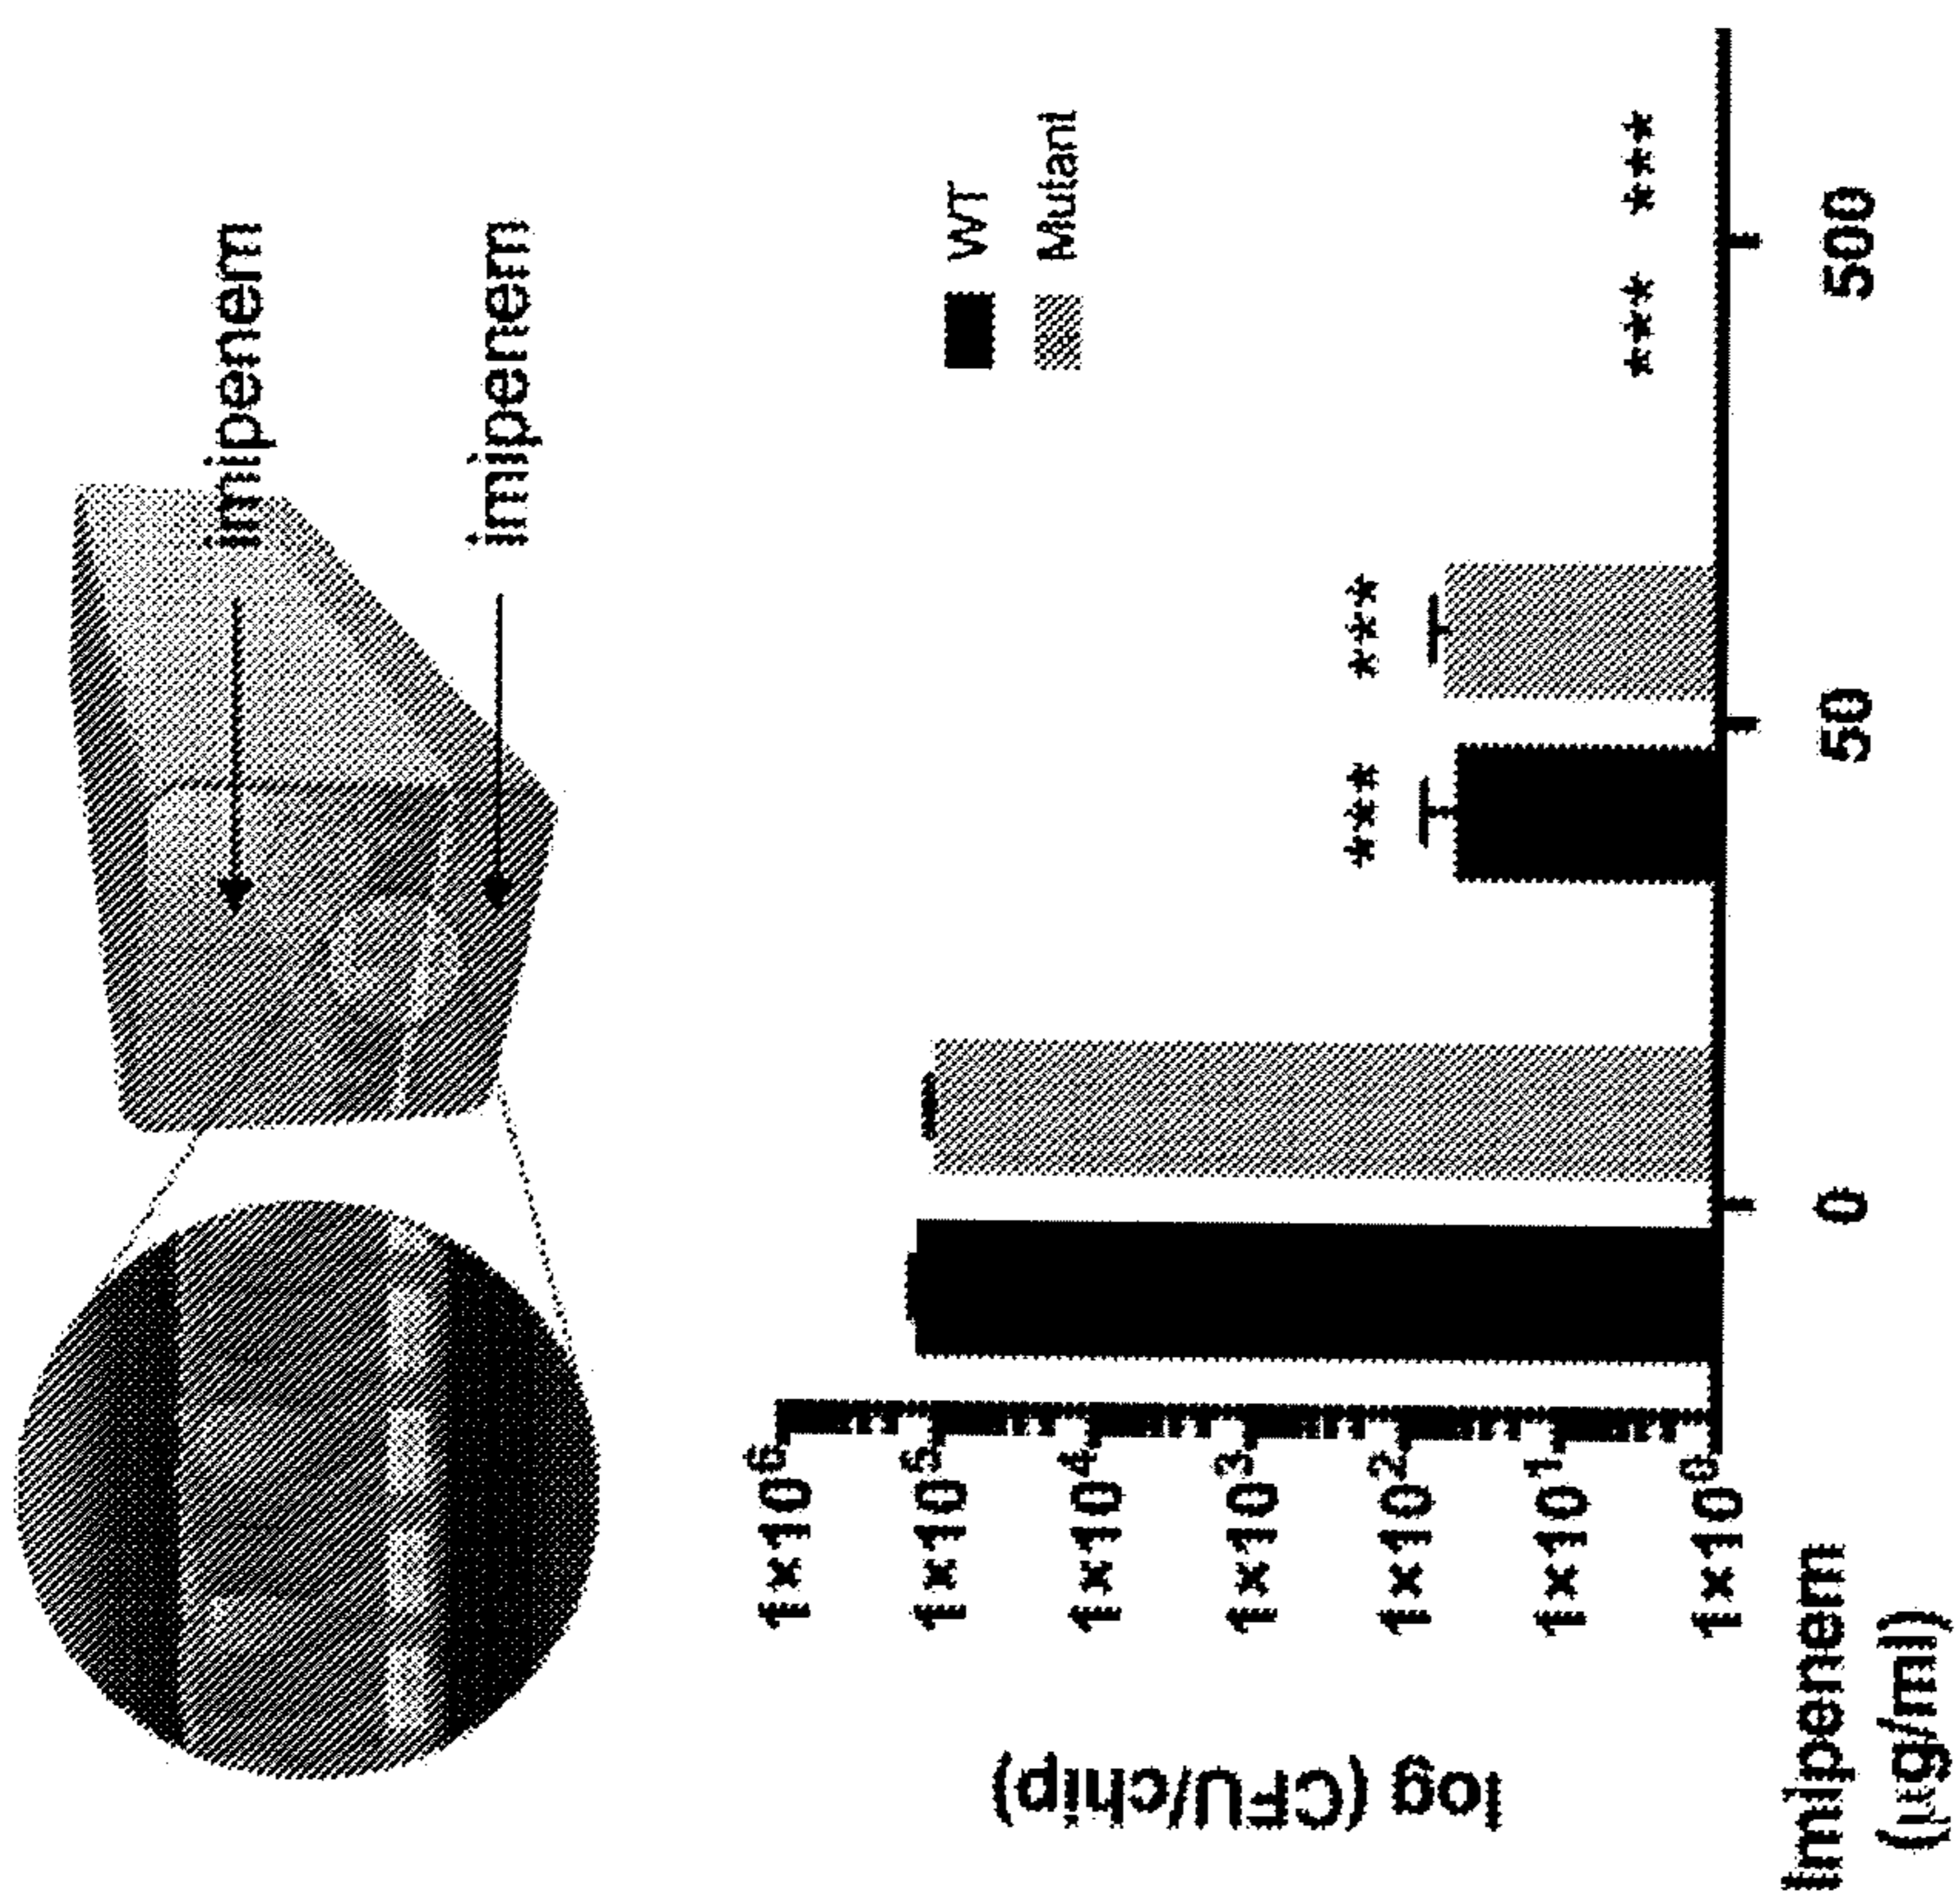 imipenem
imipenem
WT
Mutant
log (CFU/chip)
1×10⁶
1×10⁵
1×10⁴
1×10³
1×10²
1×10¹
1×10⁰
***
***
***
***
0
50
500
Imipenem
(µg/ml)